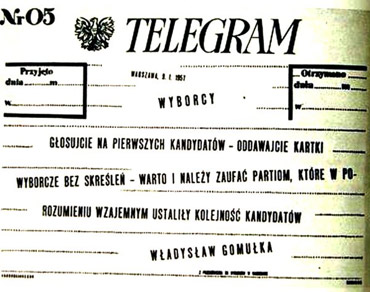 Nr 05
TELEGRAM
Przyjęto
dnia........m
w
WARSZAWA, 9. I. 1957
Otrzymano
dnia........m
w
WYBORCY
GŁOSUJCIE NA PIERWSZYCH KANDYDATÓW - ODDAWAJCIE KARTKI
WYBORCZE BEZ SKREŚLEŃ - WARTO I NALEŻY ZAUFAĆ PARTIOM, KTÓRE W PO-
ROZUMIENIU WZAJEMNYM USTALIŁY KOLEJNOŚĆ KANDYDATÓW
WŁADYSŁAW GOMUŁKA